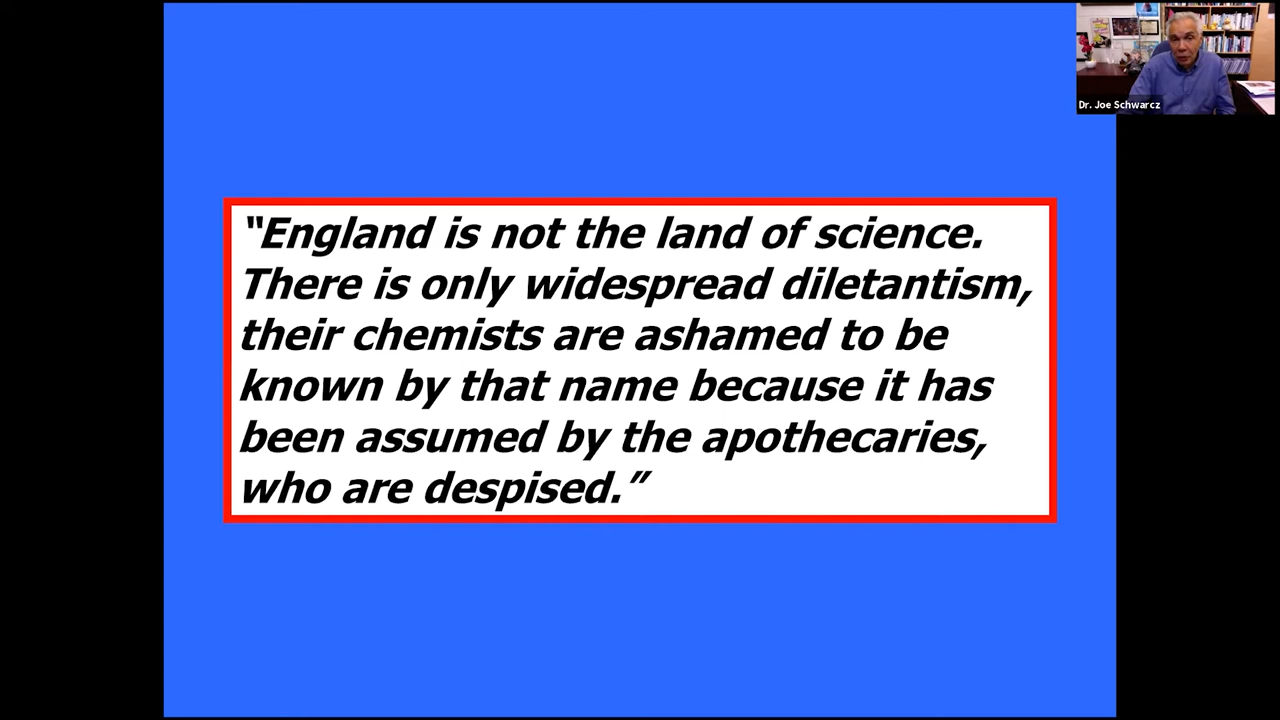 Dr. Joe Schwarcz
“England is not the land of science.
There is only widespread diletantism,
their chemists are ashamed to be
known by that name because it has
been assumed by the apothecaries,
who are despised.”